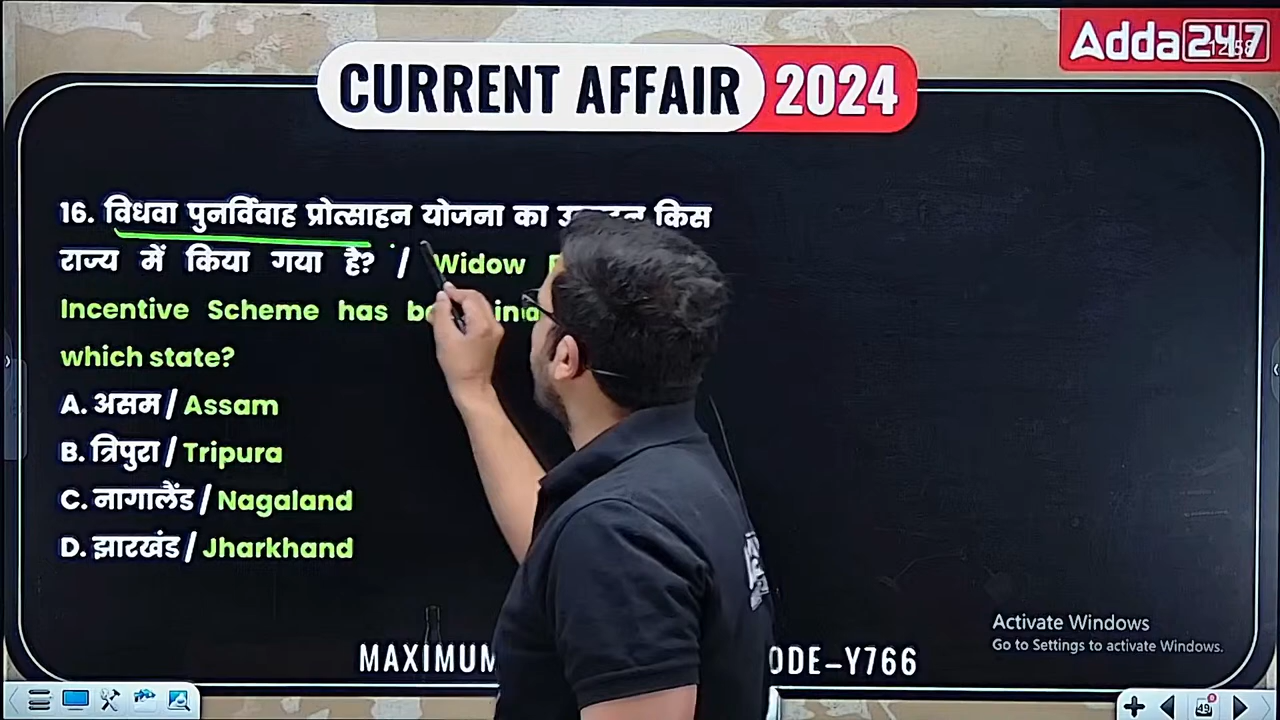 Adda247
CURRENT AFFAIR 2024
16. विधवा पुनर्विवाह प्रोत्साहन योजना का किस
राज्य में किया गया है? / Widow
Incentive Scheme has
which state?
A. असम / Assam
B. त्रिपुरा / Tripura
C. नागालैंड / Nagaland
D. झारखंड / Jharkhand
Activate Windows
Go to Settings to activate Windows.
MAXIMUM ODE-Y766